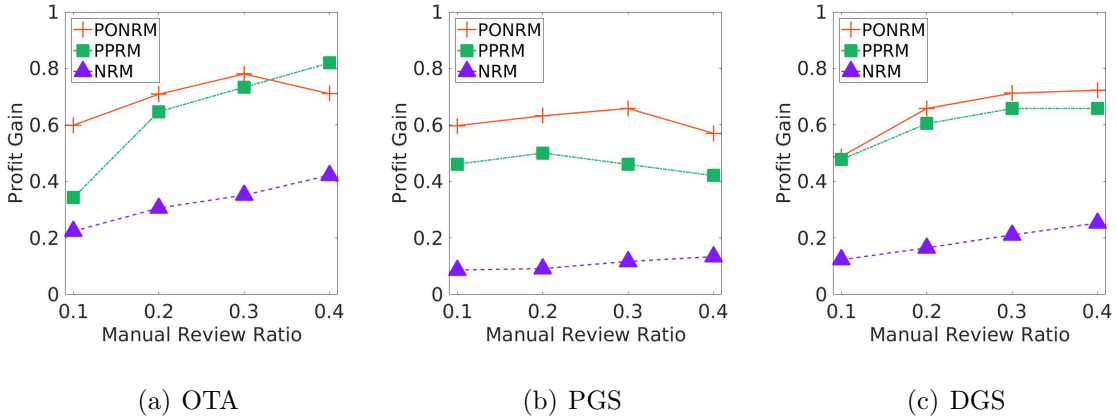 1
0.8
0.6
0.4
0.2
0
Profit Gain
PONRM
PPRM
NRM
0.1 0.2 0.3 0.4
Manual Review Ratio
(a) OTA
1
0.8
0.6
0.4
0.2
0
Profit Gain
PONRM
PPRM
NRM
0.1 0.2 0.3 0.4
Manual Review Ratio
(b) PGS
1
0.8
0.6
0.4
0.2
0
Profit Gain
PONRM
PPRM
NRM
0.1 0.2 0.3 0.4
Manual Review Ratio
(c) DGS